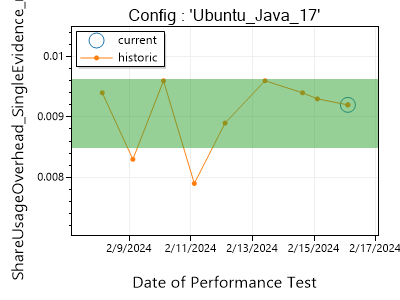 Config : 'Ubuntu_Java_17'
current
historic
ShareUsageOverhead_SingleEvidence_
0.01
0.009
0.008
2/9/2024
2/11/2024
2/13/2024
2/15/2024
2/17/2024
Date of Performance Test